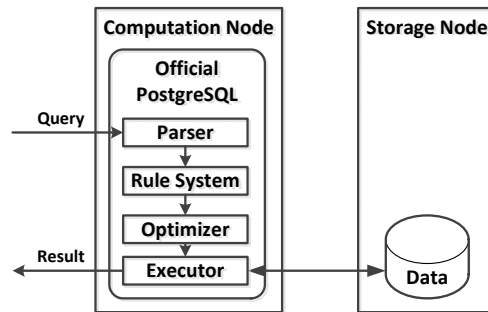 Computation Node
Storage Node
Official
PostgreSQL
Query
Parser
Rule System
Optimizer
Result
Executor
Data